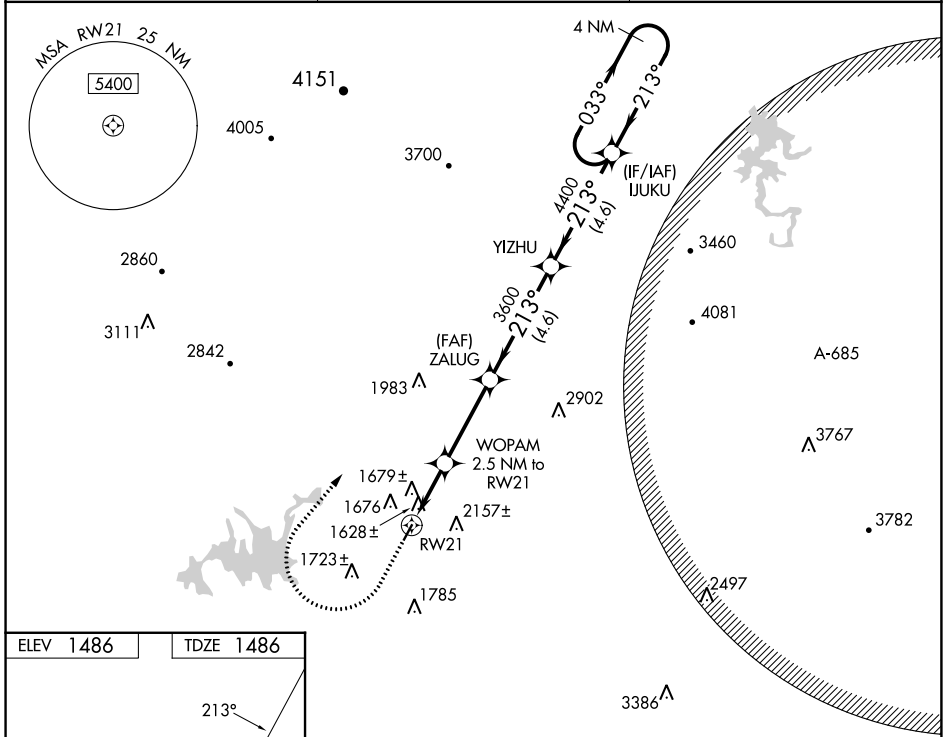 MSA RW21 25 NM
5400
4151
4005
3700
4 NM
033°
213°
(IF/IAF)
IJUKU
4400
213°
(4.6)
YIZHU
3460
2860
3111
2842
3600
213°
(4.6)
4081
(FAF)
ZALUG
A-685
1983
2902
3767
WOPAM
2.5 NM to
RW21
1679±
1676
1628±
2157±
RW21
3782
1723±
1785
2497
3386
ELEV 1486
TDZE 1486
213°